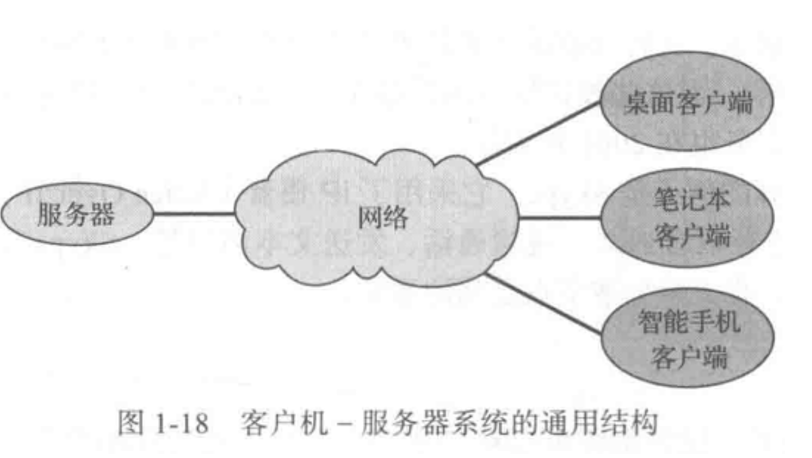 桌面客户端
服务器
网络
笔记本
客户端
智能手机
客户端
图 1-18 客户机－服务器系统的通用结构